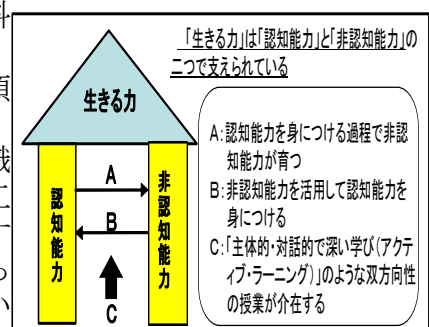 「生きる力」は「認知能力」と「非認知能力」の
二つで支えられている
生きる力
認知能力
非認知能力
A
B
C
A:認知能力を身につける過程で非認
知能力が育つ
B:非認知能力を活用して認知能力を
身につける
C:「主体的・対話的で深い学び(アクテ
ィブ・ラーニング)」のような双方向性
の授業が介在する